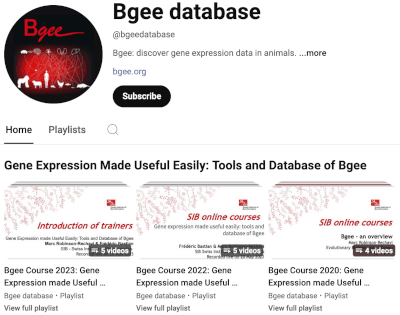 Bgee
Bgee database
@bgeedatabase
Bgee: discover gene expression data in animals. ...more
bgee.org
Subscribe
Home
Playlists
Gene Expression Made Useful Easily: Tools and Database of Bgee
Introduction of trainers
Gene Expression made Useful Easily: Tools and Database of Bgee
Marc Robinson-Rechavi & Frédéric Bastian
SIB - Swiss Ins
Record
5 videos
SIB online courses
Gene expression made useful easily: tools and
database of Bgee
Frédéric Bastian &
SIB Swiss Ins
5 videos
SIB online courses
Bgee - an overview
Marc Robinson Rechavi
Evolutionary
4 videos
Bgee Course 2023: Gene
Expression made Useful ...
Bgee database • Playlist
View full playlist
Bgee Course 2022: Gene
Expression made Useful ...
Bgee database • Playlist
View full playlist
Bgee Course 2020: Gene
Expression made Useful ...
Bgee database • Playlist
View full playlist